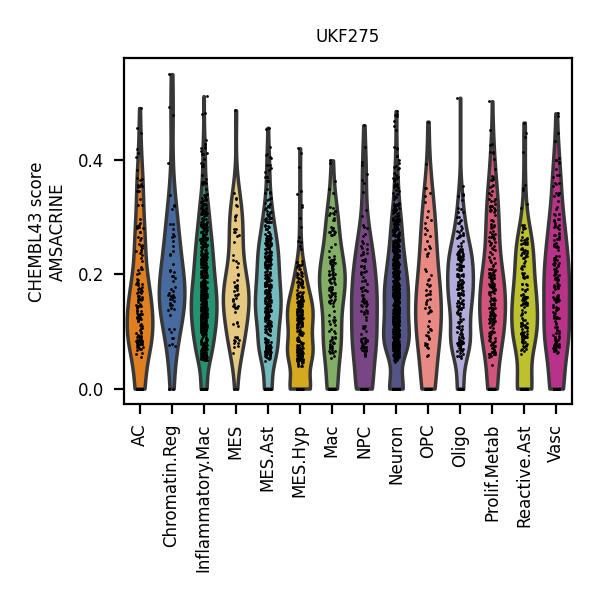 UKF275
CHEMBL43 score
AMSACRINE
0.4
0.2
0.0
AC
Chromatin.Reg
Inflammatory.Mac
MES
MES.Ast
MES.Hyp
Mac
NPC
Neuron
OPC
Oligo
Prolif.Metab
Reactive.Ast
Vasc